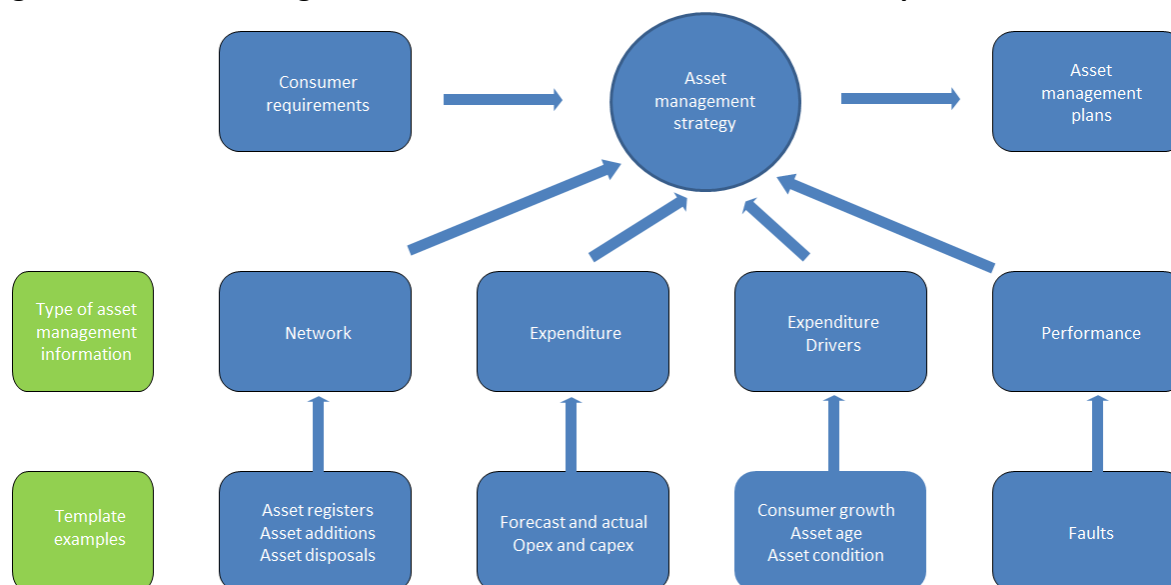 Consumer
requirements
Asset
management
strategy
Asset
management
plans
Type of asset
management
information
Network
Expenditure
Expenditure
Drivers
Performance
Template
examples
Asset registers
Asset additions
Asset disposals
Forecast and actual
Opex and capex
Consumer growth
Asset age
Asset condition
Faults